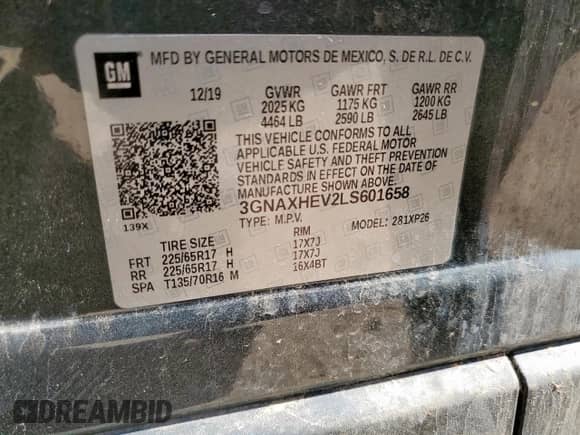 GM
MFD BY GENERAL MOTORS DE MEXICO, S. DE R.L. DE C.V.
12/19 GVWR GAWR FRT GAWR RR
2025 KG 1175 KG 1200 KG
4464 LB 2590 LB 2645 LB
THIS VEHICLE CONFORMS TO ALL
APPLICABLE U.S. FEDERAL MOTOR
VEHICLE SAFETY AND THEFT PREVENTION
STANDARDS IN EFFECT ON THE DATE OF
MANUFACTURE SHOWN ABOVE.
139X 3GNAXHEV2LS601658
TYPE: M.P.V. MODEL: 281XP26
TIRE SIZE RIM
FRT 225/65R17 H 17X7J
RR 225/65R17 H 17X7J
SPA T135/70R16 M 16X4BT
DREAMBID